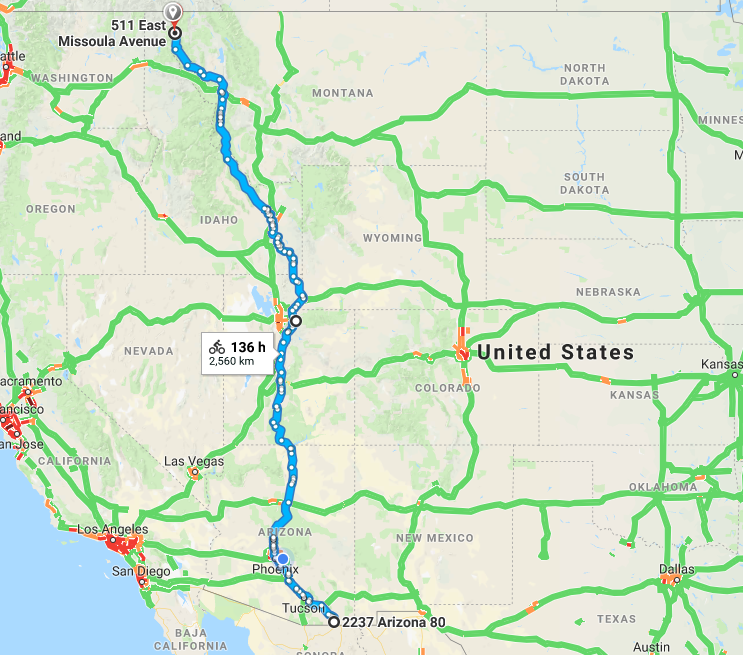 511 East
Missoula Avenue
attle
WASHINGTON
MONTANA
NORTH
DAKOTA
MINNES
and
M
OREGON
IDAHO
SOUTH
DAKOTA
WYOMING
NEBRASKA
136 h
2,560 km
NEVADA
United States
acramento
ancisco
an Jose
COLORADO
KANSAS
Kansas
CALIFORNIA
Las Vegas
OKLAHOMA
Los Angeles
ARIZONA
NEW MEXICO
San Diego
Phoenix
Dallas
Tucson
2237 Arizona 80
TEXAS
BAJA
CALIFORNIA
SONORA
Austin